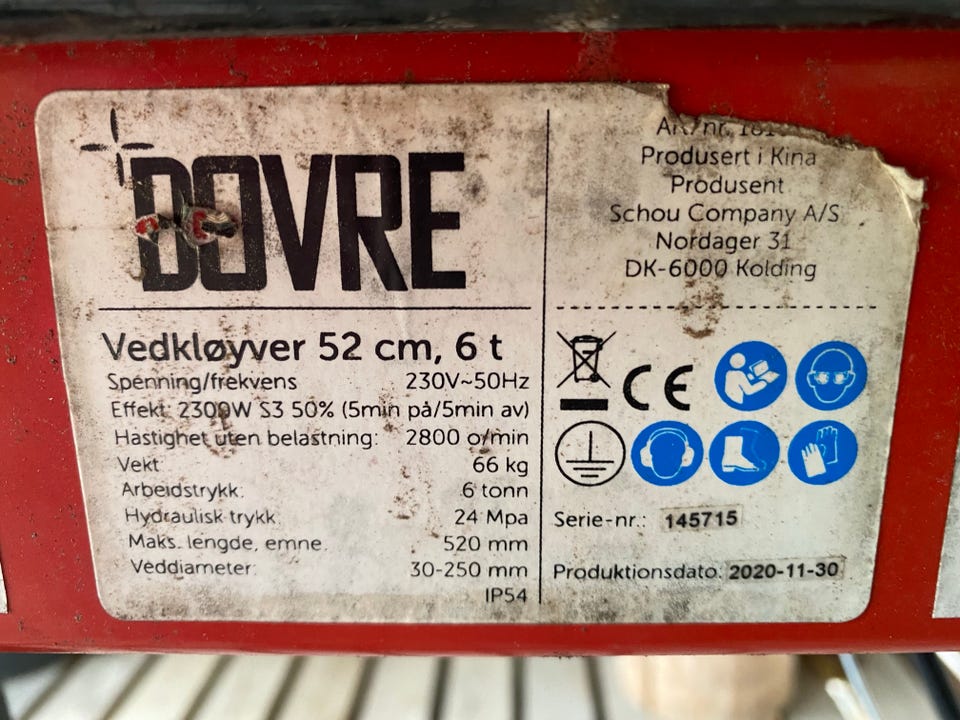 DOVRE
Vedkløyver 52 cm, 6 t
Spenning/frekvens 230V~50Hz
Effekt: 2300W S3 50% (5min på/5min av)
Hastighet uten belastning: 2800 o/min
Vekt: 66 kg
Arbeidstrykk: 6 tonn
Hydraulisk trykk: 24 Mpa
Maks. lengde, emne: 520 mm
Veddiameter: 30-250 mm
IP54
Produsert i Kina
Produsent
Schou Company A/S
Nordager 31
DK-6000 Kolding
CE
Serie-nr.: 145715
Produktionsdato: 2020-11-30